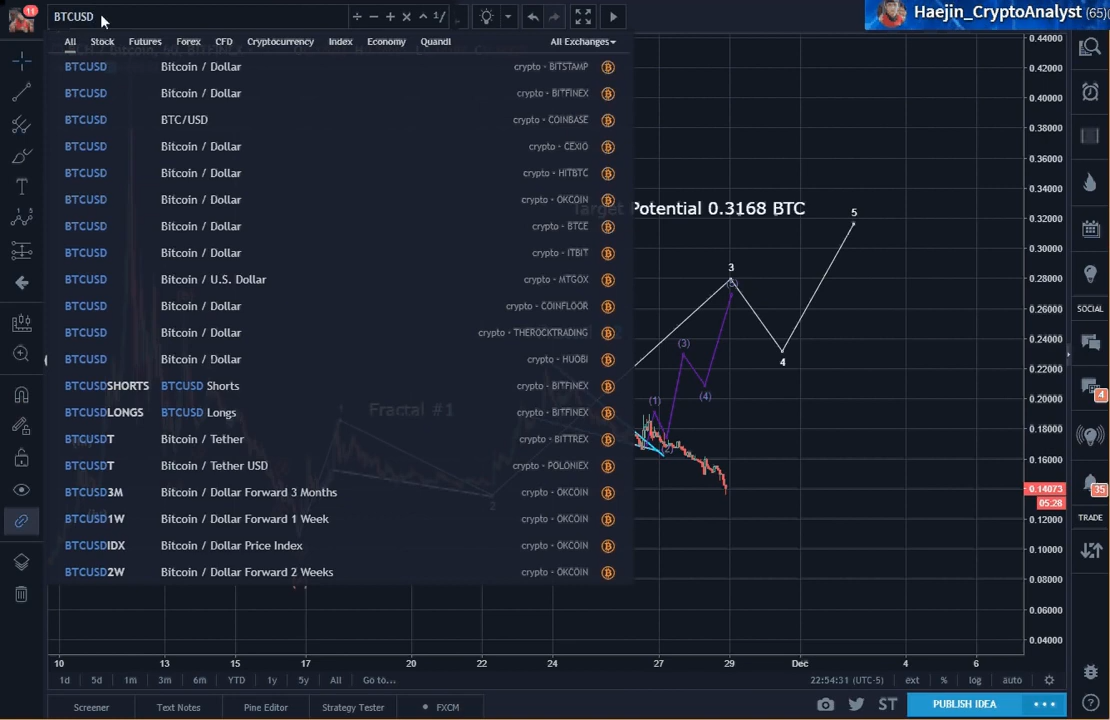 11
BTCUSD
1/
Haejin_CryptoAnalyst (65)
All Stock Futures Forex CFD Cryptocurrency Index Economy Quandl All Exchanges
BTCUSD Bitcoin / Dollar crypto - BITSTAMP
BTCUSD Bitcoin / Dollar crypto - BITFINEX
BTCUSD BTC/USD crypto - COINBASE
BTCUSD Bitcoin / Dollar crypto - CEXIO
BTCUSD Bitcoin / Dollar crypto - HITBTC
BTCUSD Bitcoin / Dollar crypto - OKCOIN
BTCUSD Bitcoin / Dollar crypto - BTCE
BTCUSD Bitcoin / Dollar crypto - ITBIT
BTCUSD Bitcoin / U.S. Dollar crypto - MTGOX
BTCUSD Bitcoin / Dollar crypto - COINFLOOR
BTCUSD Bitcoin / Dollar crypto - THEROCKTRADING
BTCUSD Bitcoin / Dollar crypto - HUOBI
BTCUSDSHORTS BTCUSD Shorts crypto - BITFINEX
BTCUSDLONGS BTCUSD Longs crypto - BITFINEX
BTCUSDT Bitcoin / Tether crypto - BITTREX
BTCUSDT Bitcoin / Tether USD crypto - POLONIEX
BTCUSD3M Bitcoin / Dollar Forward 3 Months crypto - OKCOIN
BTCUSD1W Bitcoin / Dollar Forward 1 Week crypto - OKCOIN
BTCUSDIDX Bitcoin / Dollar Price Index crypto - OKCOIN
BTCUSD2W Bitcoin / Dollar Forward 2 Weeks crypto - OKCOIN
Target Potential 0.3168 BTC
Fractal #1
2
3
5
4
(1)
(2)
(3)
(4)
(5)
0.44000
0.42000
0.40000
0.38000
0.36000
0.34000
0.32000
0.30000
0.28000
0.26000
0.24000
0.22000
0.20000
0.18000
0.16000
0.14073
05:28
0.12000
0.10000
0.08000
0.06000
0.04000
SOCIAL
4
35
TRADE
10 13 15 17 20 22 24 27 29 Dec 4 6
1d 5d 1m 3m 6m YTD 1y 5y All Go to... 22:54:31 (UTC-5) ext % log auto
Screener Text Notes Pine Editor Strategy Tester FXCM ST PUBLISH IDEA